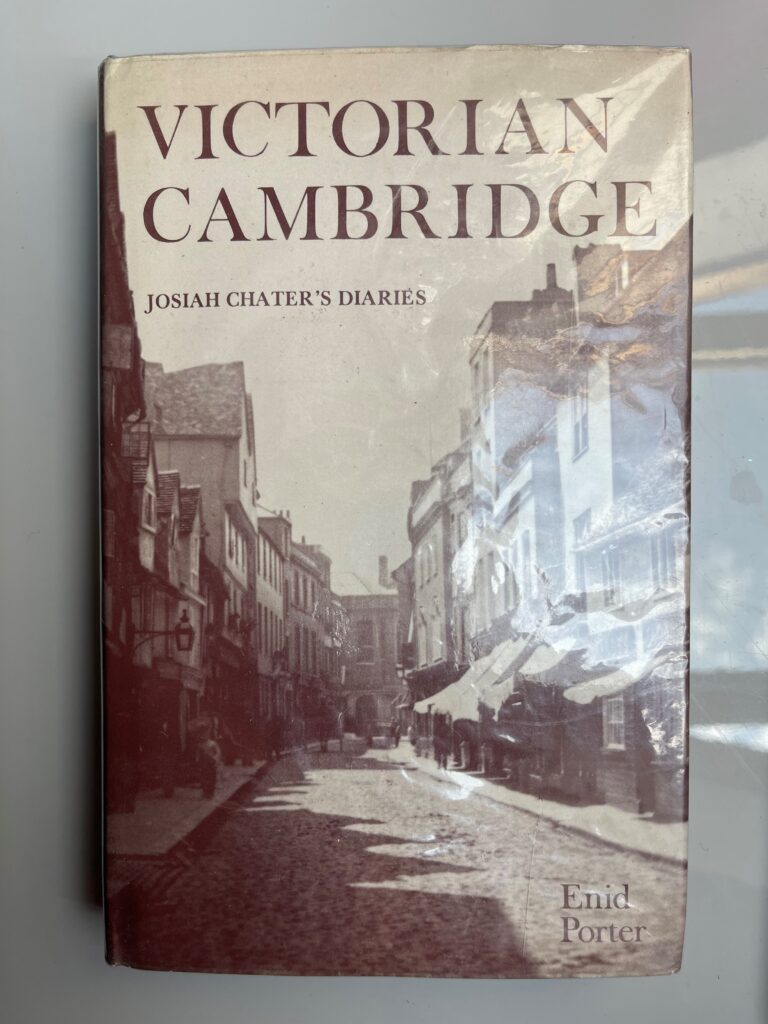 VICTORIAN
CAMBRIDGE
JOSIAH CHATER'S DIARIES
Enid
Porter